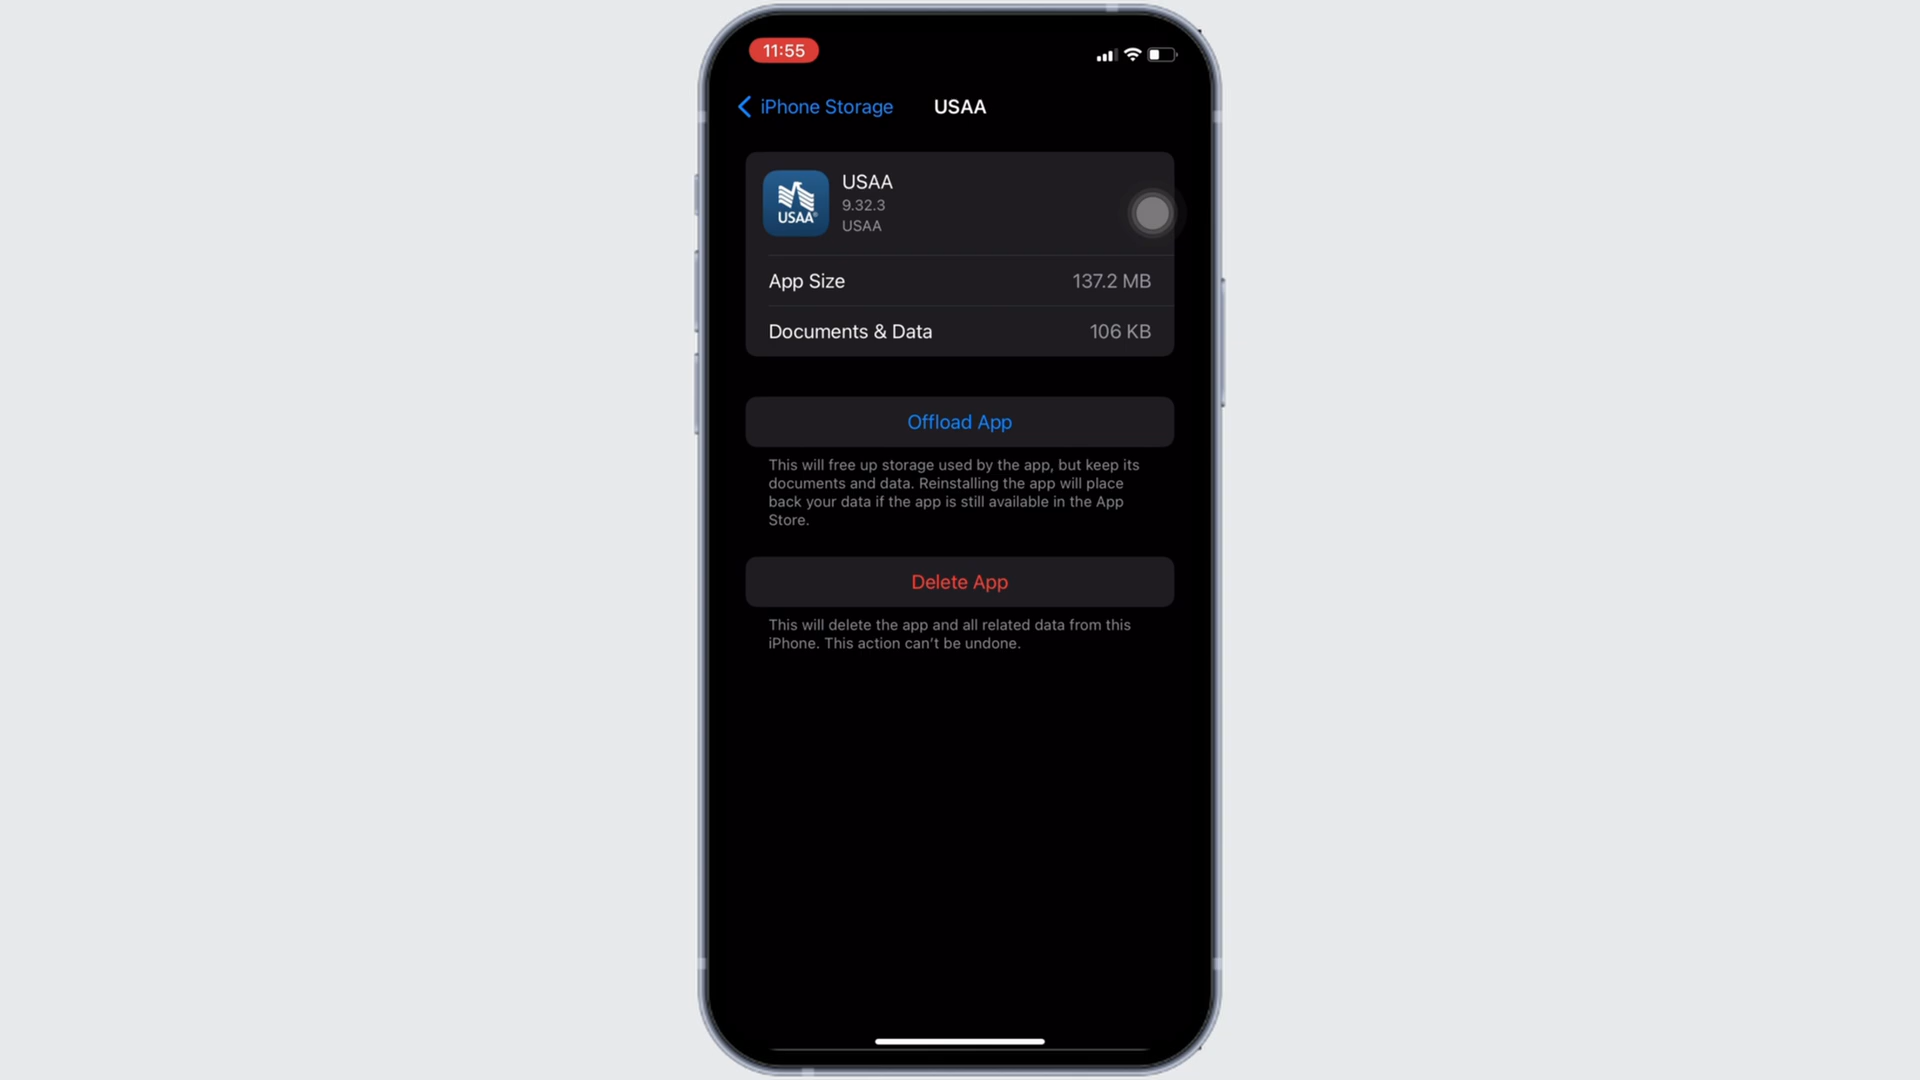 11:55
iPhone Storage
USAA
USAA
USAA
9.32.3
USAA
App Size
137.2 MB
Documents & Data
106 KB
Offload App
This will free up storage used by the app, but keep its
documents and data. Reinstalling the app will place
back your data if the app is still available in the App
Store.
Delete App
This will delete the app and all related data from this
iPhone. This action can't be undone.